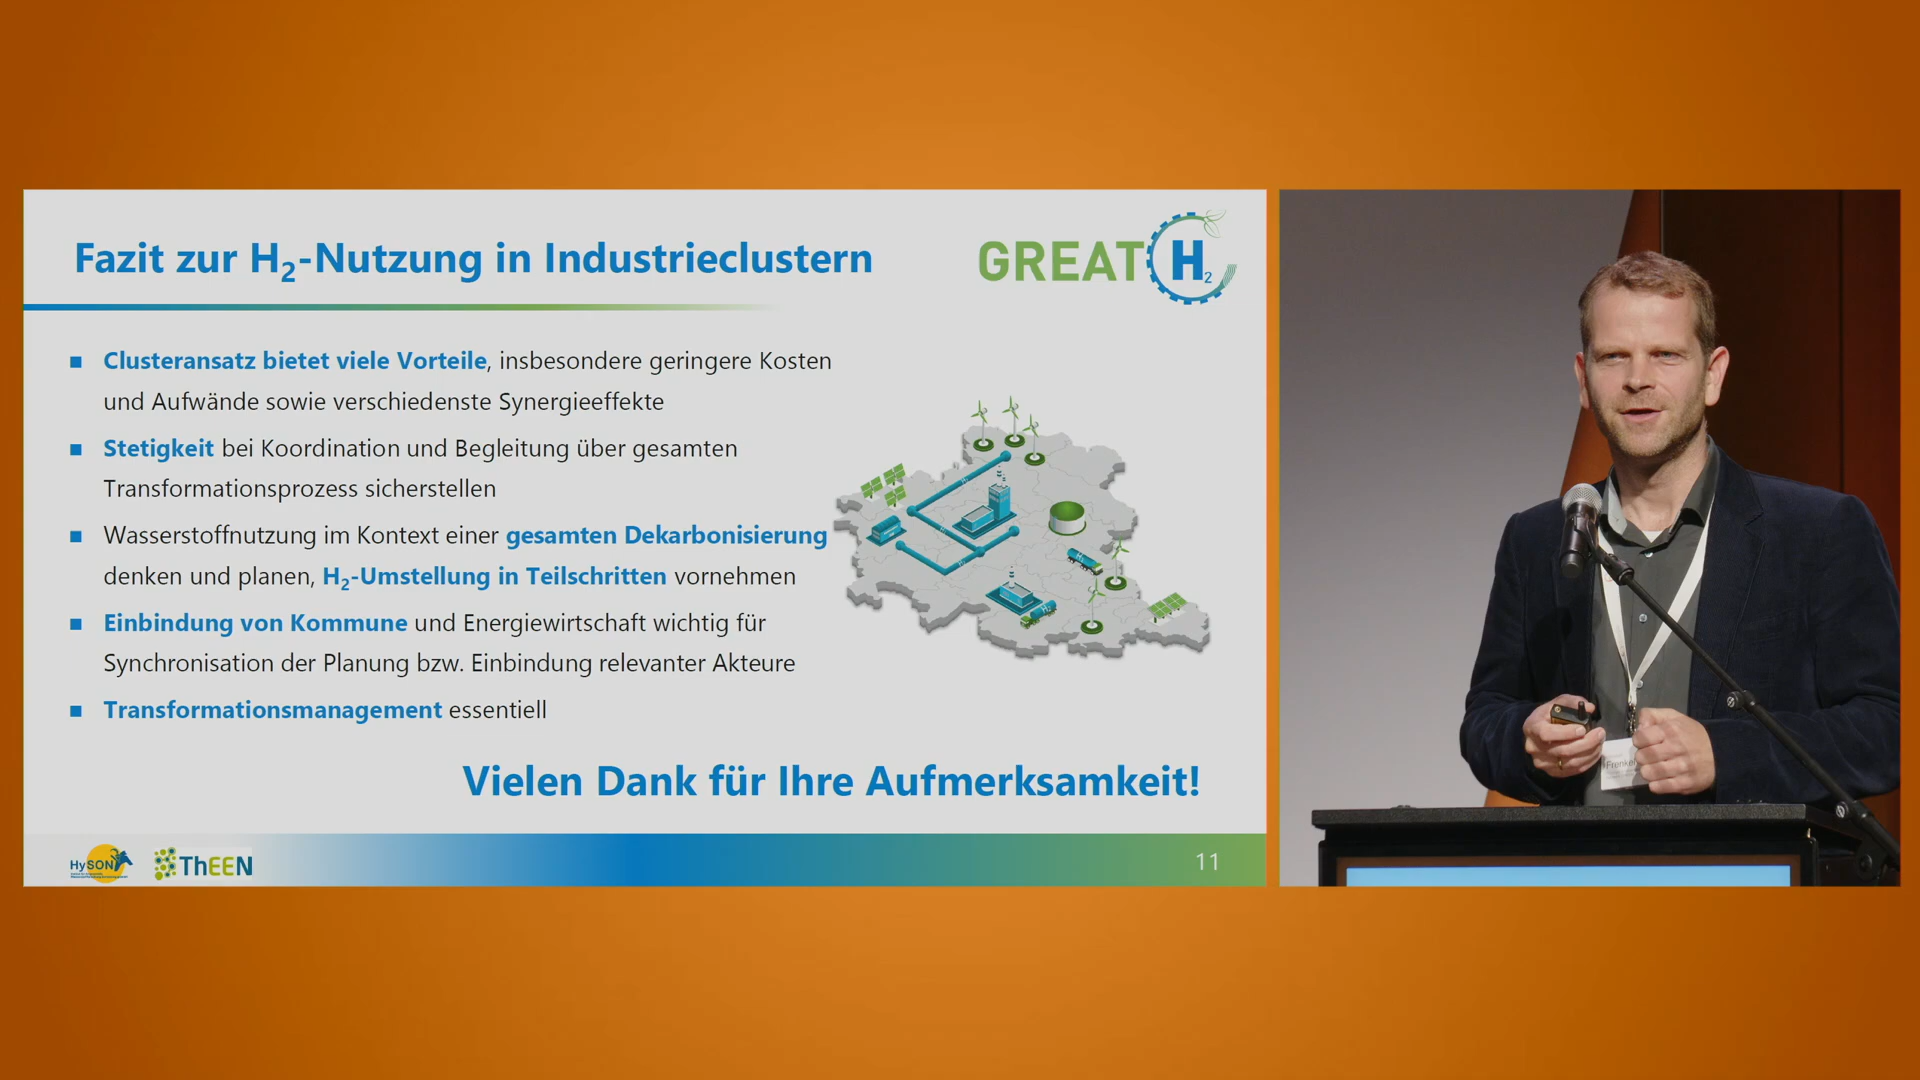 Fazit zur H₂-Nutzung in Industrieclustern
GREAT H₂
■ Clusteransatz bietet viele Vorteile, insbesondere geringere Kosten
und Aufwände sowie verschiedenste Synergieeffekte
■ Stetigkeit bei Koordination und Begleitung über gesamten
Transformationsprozess sicherstellen
■ Wasserstoffnutzung im Kontext einer gesamten Dekarbonisierung
denken und planen, H₂-Umstellung in Teilschritten vornehmen
■ Einbindung von Kommune und Energiewirtschaft wichtig für
Synchronisation der Planung bzw. Einbindung relevanter Akteure
■ Transformationsmanagement essentiell
Vielen Dank für Ihre Aufmerksamkeit!
HySON
ThEEN
11
Frenkel